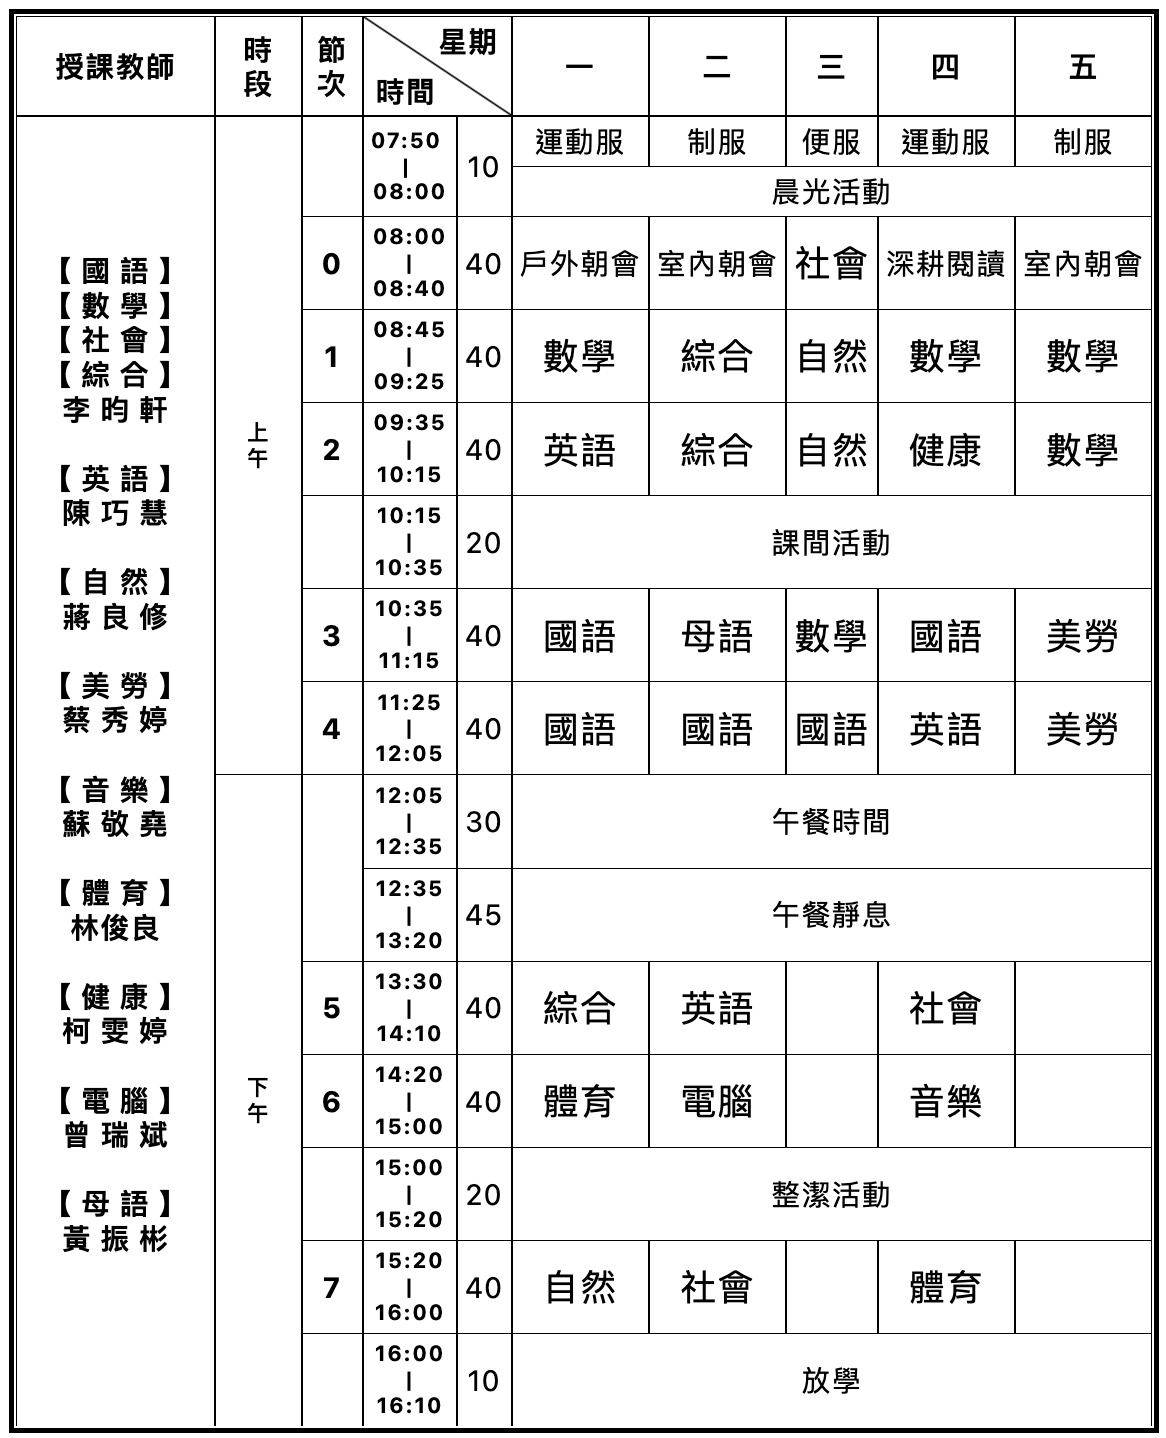 授課教師
時段
節次
星期
時間
一 二 三 四 五
【國語】
【數學】
【社會】
【綜合】
李昀軒
【英語】
陳巧慧
【自然】
蔣良修
【美勞】
蔡秀婷
【音樂】
蘇敬堯
【體育】
林俊良
【健康】
柯雯婷
【電腦】
曾瑞斌
【母語】
黃振彬
上午
07:50 | 08:00 10 運動服 制服 便服 運動服 制服
晨光活動
0 08:00 | 08:40 40 戶外朝會 室內朝會 社會 深耕閱讀 室內朝會
1 08:45 | 09:25 40 數學 綜合 自然 數學 數學
2 09:35 | 10:15 40 英語 綜合 自然 健康 數學
10:15 | 10:35 20 課間活動
3 10:35 | 11:15 40 國語 母語 數學 國語 美勞
4 11:25 | 12:05 40 國語 國語 國語 英語 美勞
下午
12:05 | 12:35 30 午餐時間
12:35 | 13:20 45 午餐靜息
5 13:30 | 14:10 40 綜合 英語 社會
6 14:20 | 15:00 40 體育 電腦 音樂
15:00 | 15:20 20 整潔活動
7 15:20 | 16:00 40 自然 社會 體育
16:00 | 16:10 10 放學